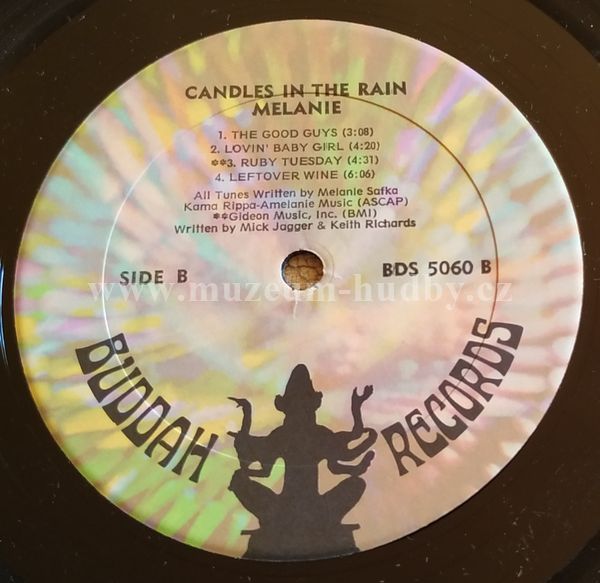 CANDLES IN THE RAIN
MELANIE
1. THE GOOD GUYS (3:08)
2. LOVIN' BABY GIRL (4:20)
**3. RUBY TUESDAY (4:31)
4. LEFTOVER WINE (6:06)
All Tunes Written by Melanie Safka
Kama Rippa-Amelanie Music (ASCAP)
**Gideon Music, Inc. (BMI)
Written by Mick Jagger & Keith Richards
SIDE B
BDS 5060 B
www.muzeum-hudby.cz
BUDDAH RECORDS